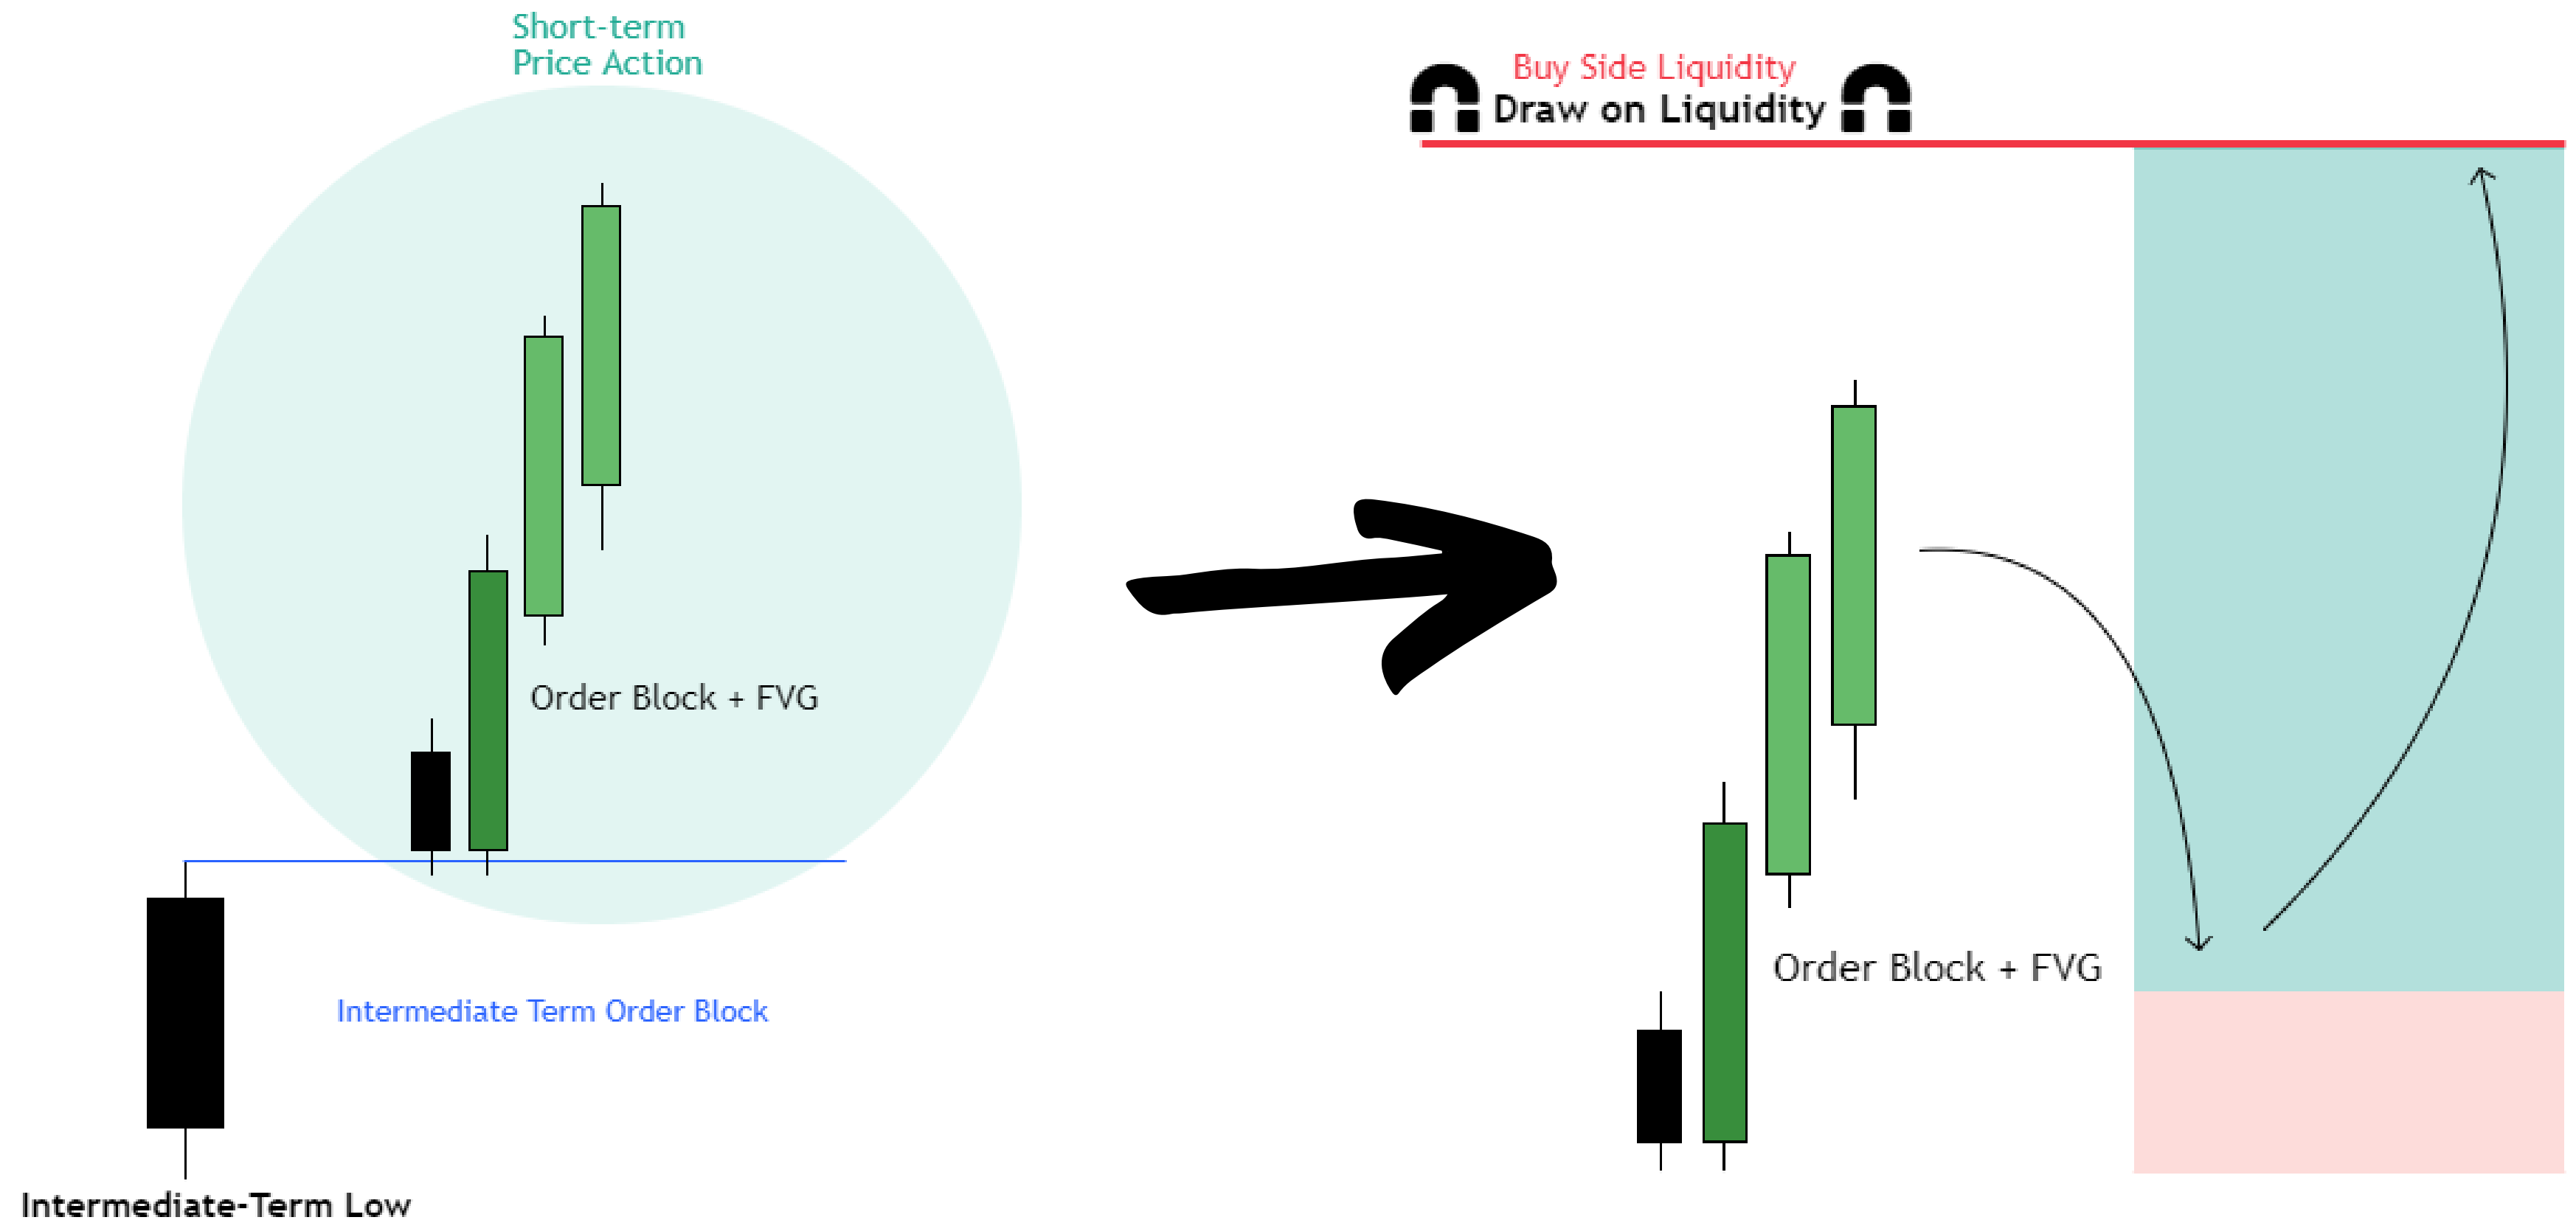 Short-term
Price Action
Order Block + FVG
Intermediate Term Order Block
Intermediate-Term Low
Buy Side Liquidity
Draw on Liquidity
Order Block + FVG